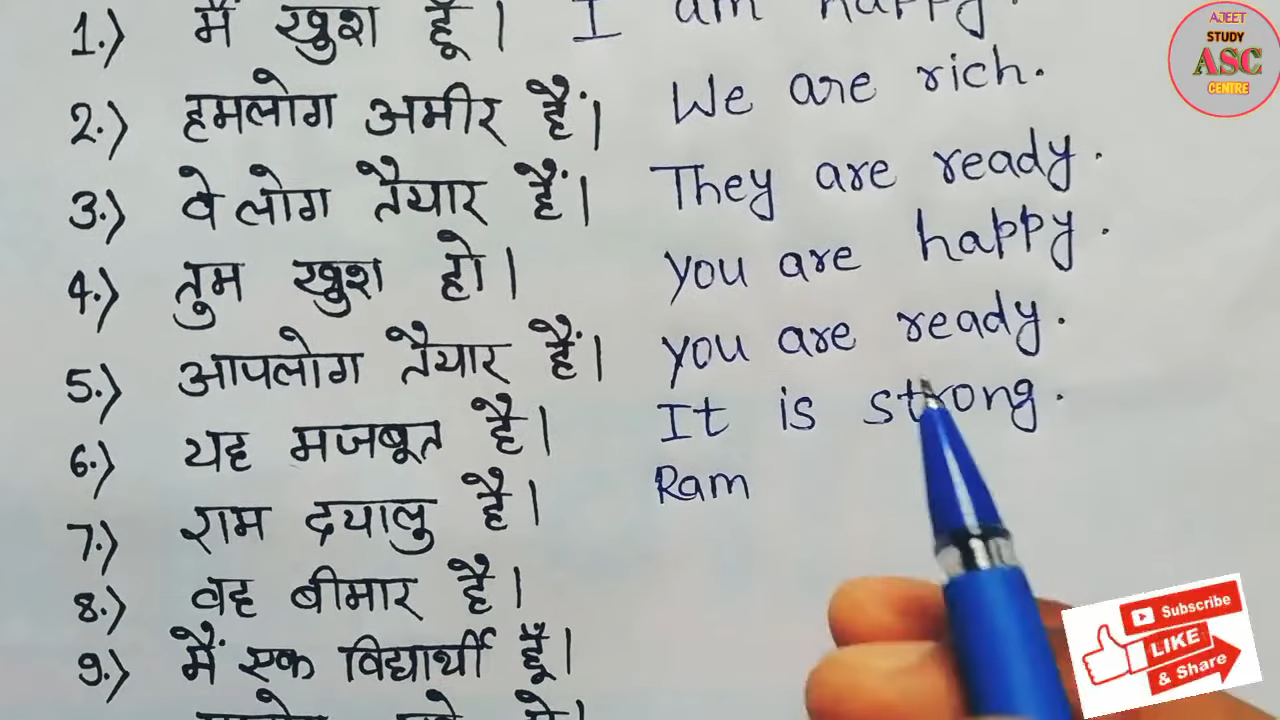 1.) मैं खुश हूँ। I am happy.
2.) हमलोग अमीर हैं। We are rich.
3.) वे लोग तैयार हैं। They are ready.
4.) तुम खुश हो। you are happy.
5.) आपलोग तैयार हैं। you are ready.
6.) यह मजबूत है। It is strong.
7.) राम दयालु है। Ram
8.) वह बीमार है।
9.) मैं एक विद्यार्थी हूँ।
AJEET
STUDY
ASC
CENTRE
Subscribe
LIKE
& Share